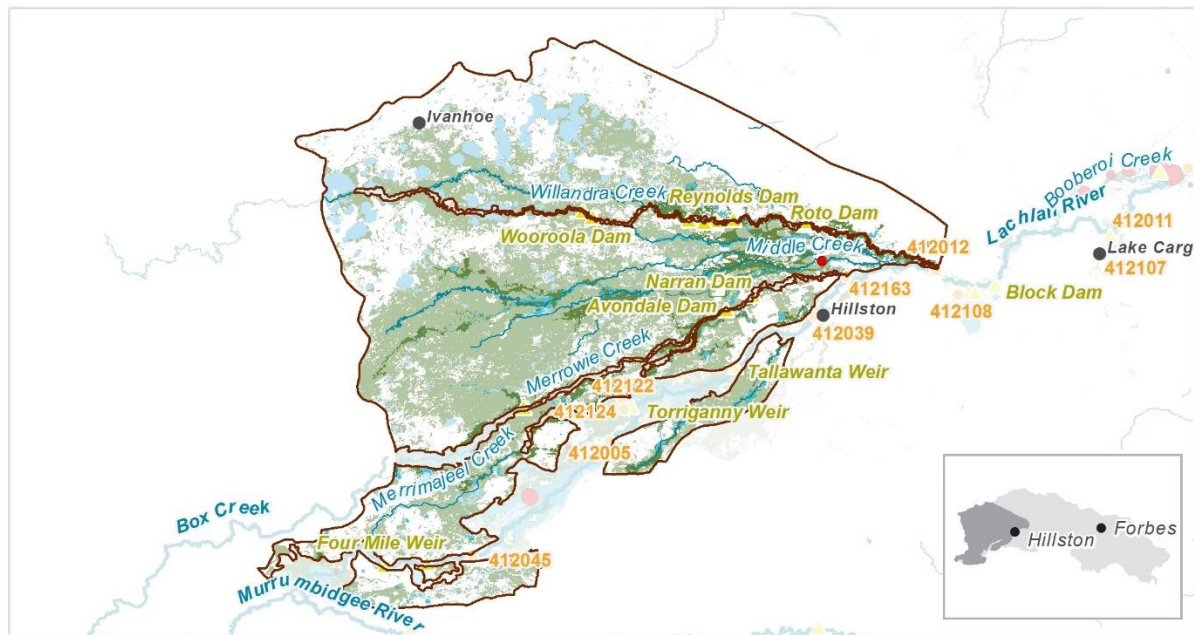 Ivanhoe
Willandra Creek
Reynolds Dam
Booberoi Creek
Lachlan River
Wooroola Dam
Roto Dam
Middle Creek
412012
412011
Lake Carg
412107
Narran Dam
412163
Block Dam
412108
Avondale Dam
Hillston
412039
Merrowie Creek
Tallawanta Weir
412122
412124
Torriganny Weir
412005
Merrimajeel Creek
Box Creek
Four Mile Weir
412045
Murrumbidgee River
Forbes
Hillston